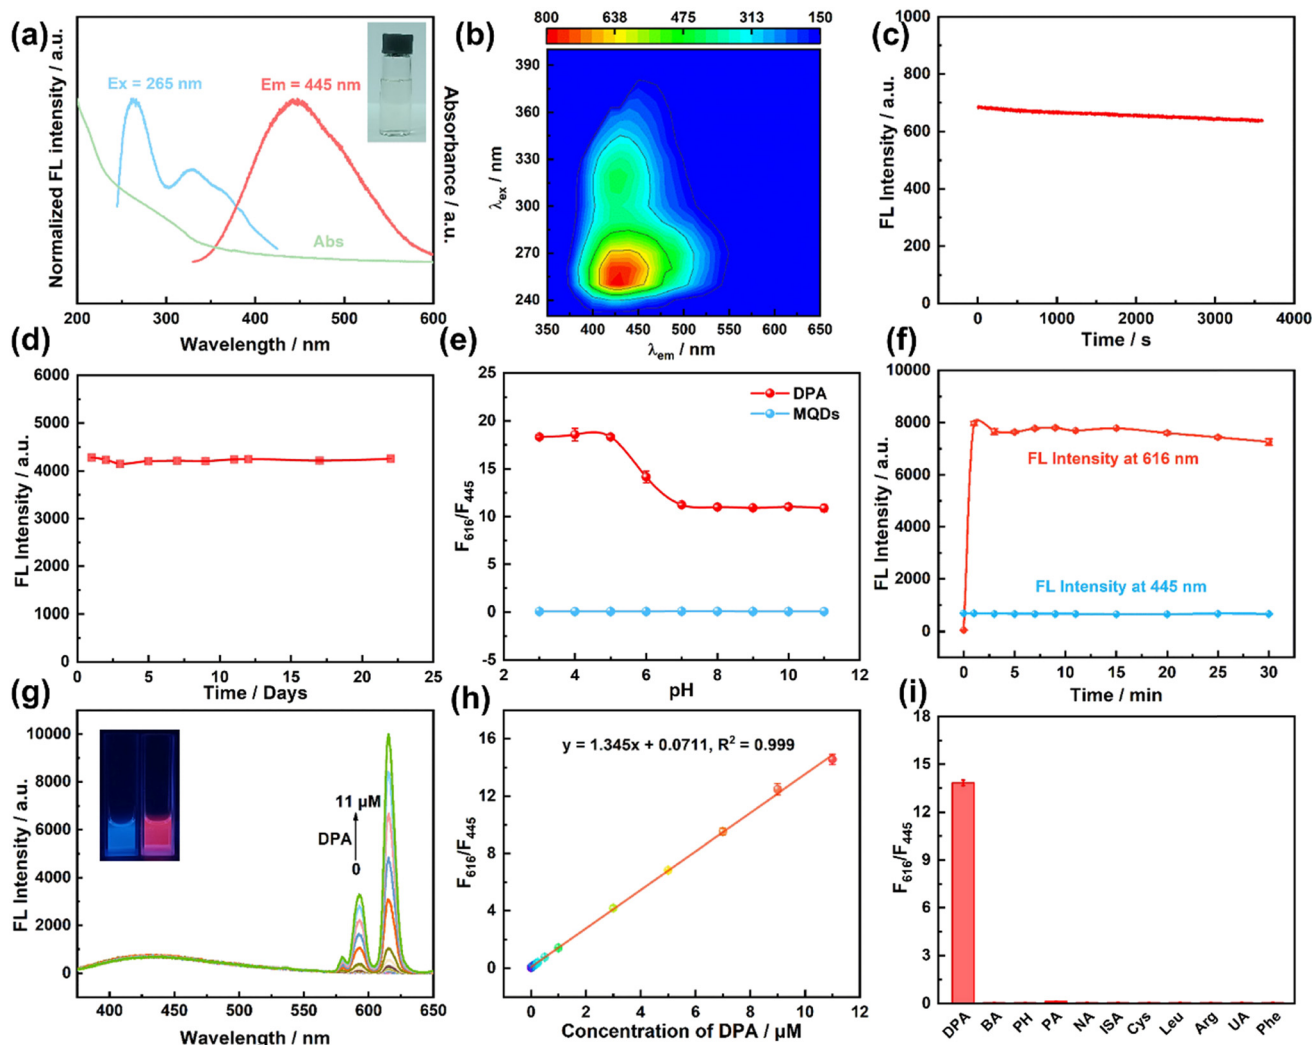 (a)
Normalized FL intensity / a.u.
Ex = 265 nm
Em = 445 nm
Abs
Absorbance / a.u.
200 300 400 500 600
Wavelength / nm
(b)
800 638 475 313 150
λex / nm
390
360
330
300
270
240
350 400 450 500 550 600 650
λem / nm
(c)
FL Intensity / a.u.
1000
800
600
400
200
0
0 1000 2000 3000 4000
Time / s
(d)
FL Intensity / a.u.
6000
5000
4000
3000
2000
1000
0
0 5 10 15 20 25
Time / Days
(e)
F616/F445
25
20
15
10
5
0
-5
DPA
MQDs
2 4 6 8 10 12
pH
(f)
FL Intensity / a.u.
10000
8000
6000
4000
2000
0
FL Intensity at 616 nm
FL Intensity at 445 nm
0 5 10 15 20 25 30
Time / min
(g)
FL Intensity / a.u.
10000
8000
6000
4000
2000
0
11 µM
DPA
0
400 450 500 550 600 650
Wavelength / nm
(h)
F616/F445
16
12
8
4
0
y = 1.345x + 0.0711, R² = 0.999
0 2 4 6 8 10 12
Concentration of DPA / µM
(i)
F616/F445
18
15
12
9
6
3
0
DPA BA PH PA NA ISA Cys Leu Arg UA Phe